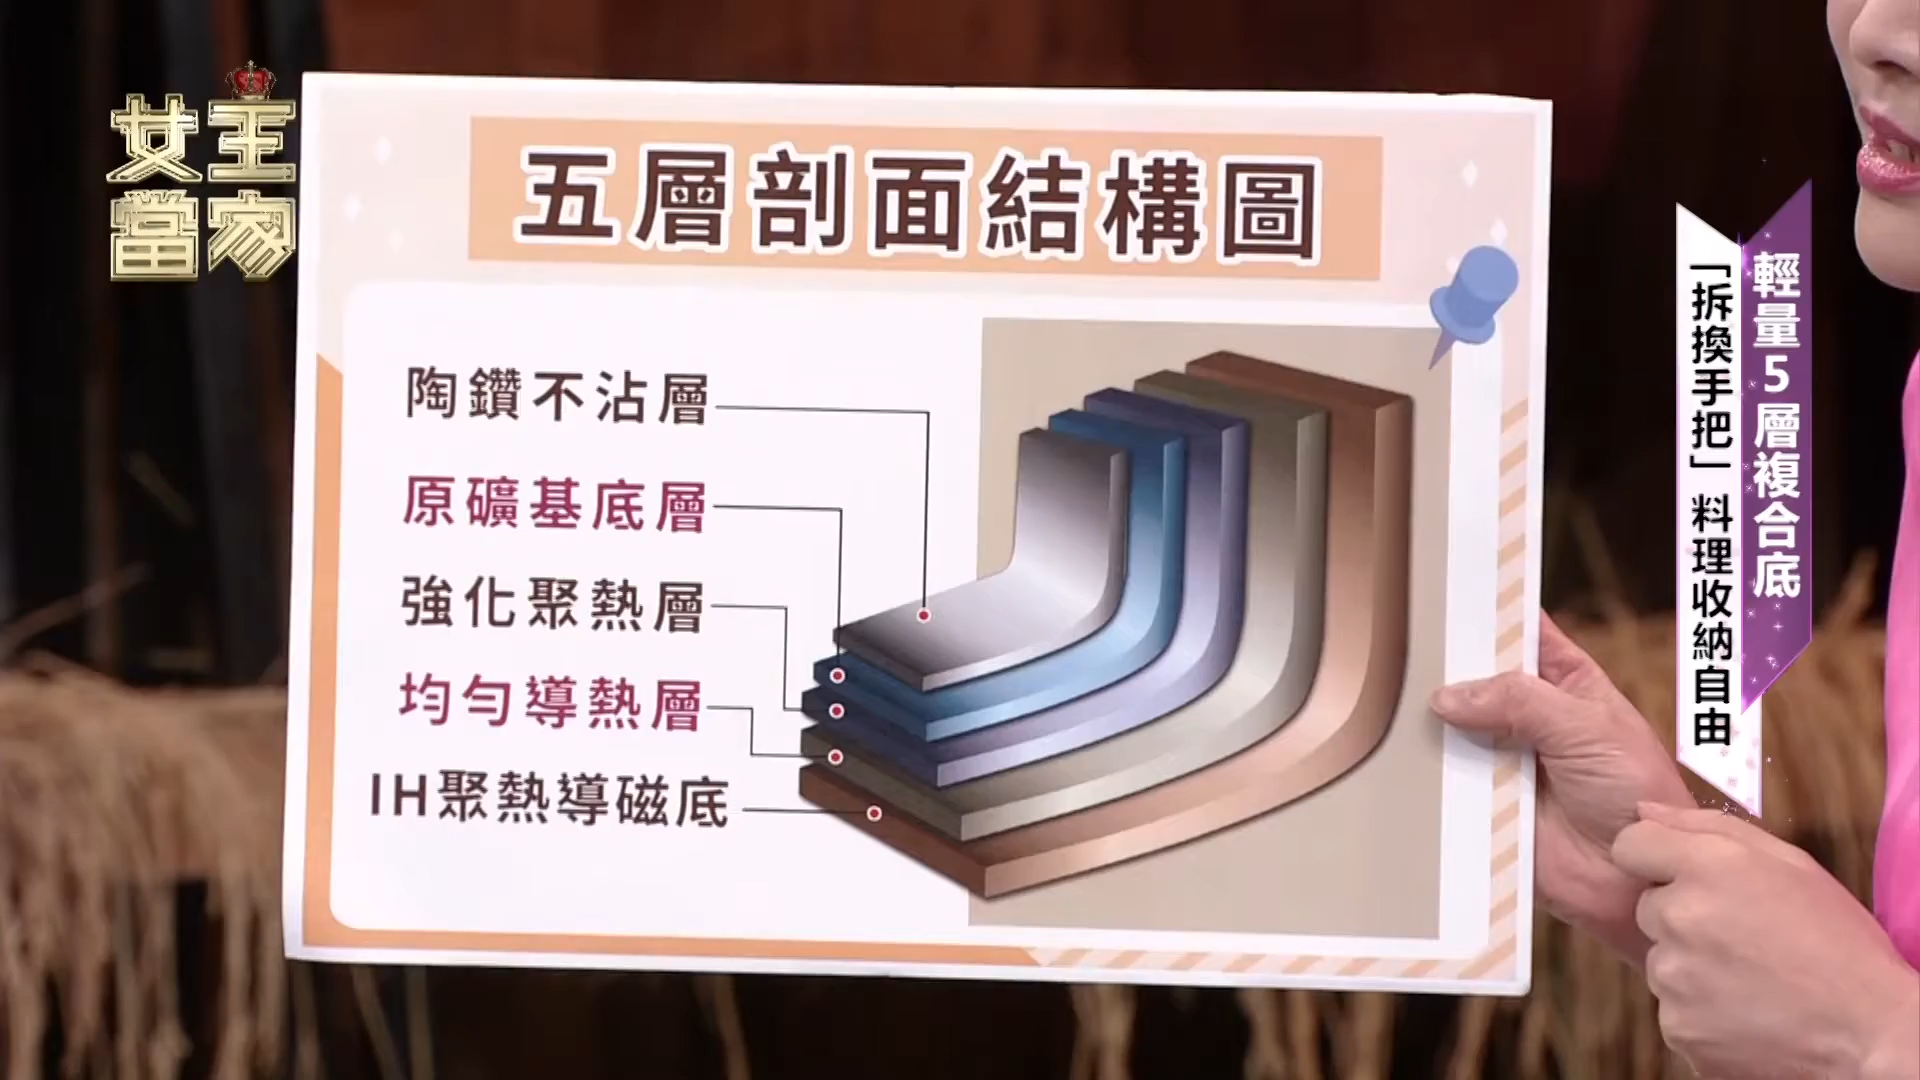 女王
當家
五層剖面結構圖
陶鑽不沾層
原礦基底層
強化聚熱層
均勻導熱層
IH聚熱導磁底
輕量5層複合底
「拆換手把」料理收納自由